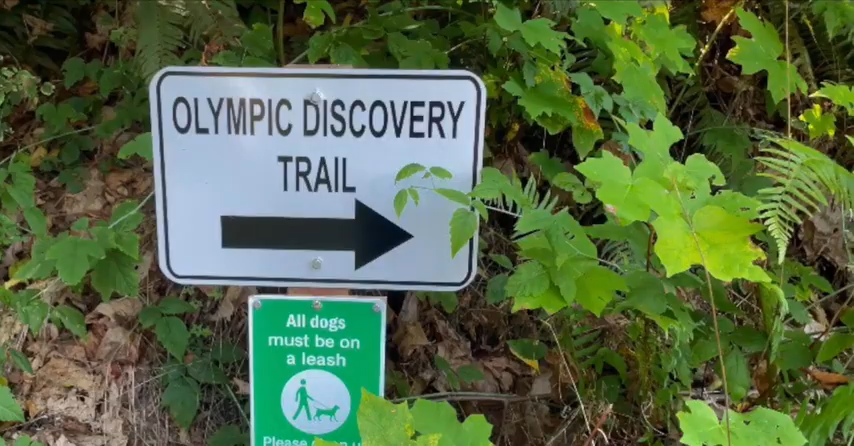 OLYMPIC DISCOVERY
TRAIL
All dogs
must be on
a leash
Please